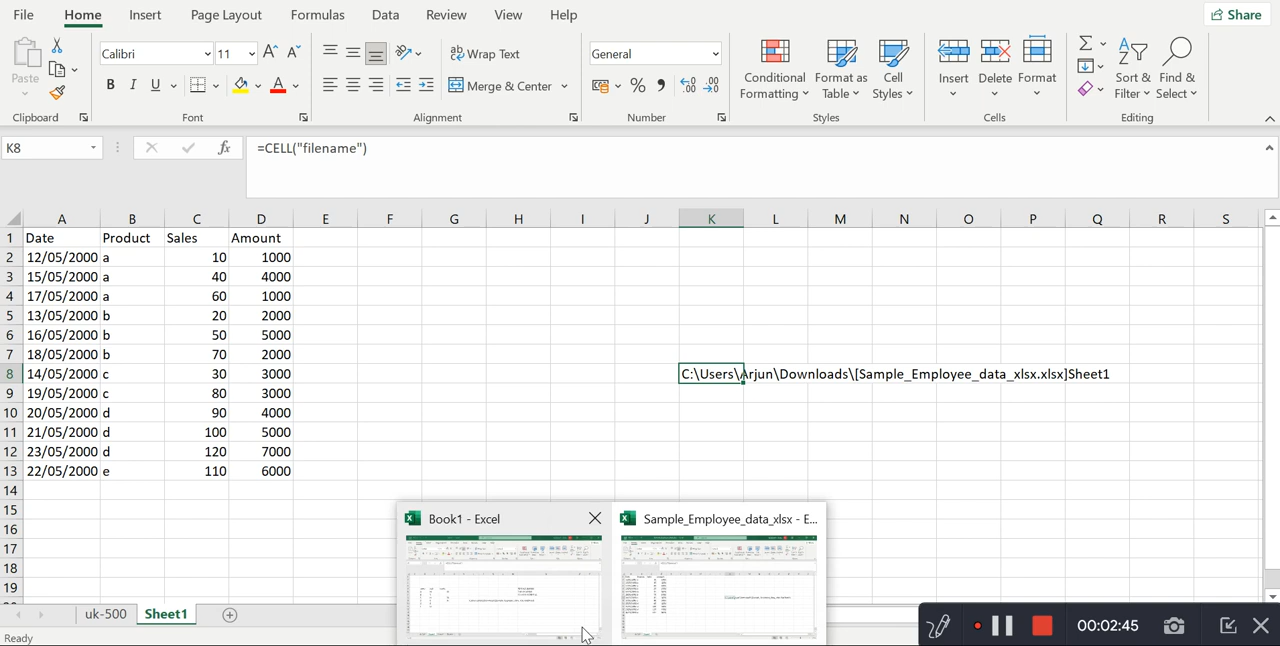 File Home Insert Page Layout Formulas Data Review View Help Share
Calibri 11 Wrap Text General
Paste B I U Merge & Center Conditional Formatting Format as Table Cell Styles Insert Delete Format Sort & Filter Find & Select
Clipboard Font Alignment Number Styles Cells Editing
K8 fx =CELL("filename")
A B C D E F G H I J K L M N O P Q R S
1 Date Product Sales Amount
2 12/05/2000 a 10 1000
3 15/05/2000 a 40 4000
4 17/05/2000 a 60 1000
5 13/05/2000 b 20 2000
6 16/05/2000 b 50 5000
7 18/05/2000 b 70 2000
8 14/05/2000 c 30 3000 C:\Users\Arjun\Downloads\[Sample_Employee_data_xlsx.xlsx]Sheet1
9 19/05/2000 c 80 3000
10 20/05/2000 d 90 4000
11 21/05/2000 d 100 5000
12 23/05/2000 d 120 7000
13 22/05/2000 e 110 6000
14
15 Book1 - Excel Sample_Employee_data_xlsx - E...
16
17
18
19
uk-500 Sheet1 00:02:45
Ready